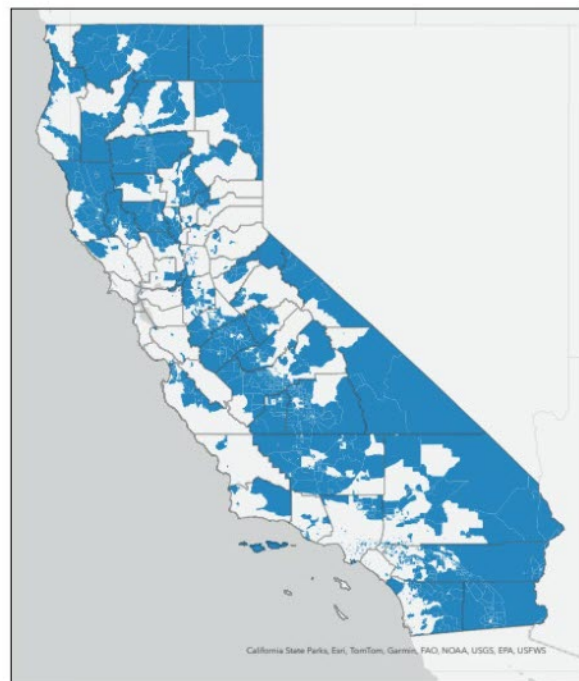 California State Parks, Esri, TomTom, Garmin, FAO, NOAA, USGS, EPA, USFWS